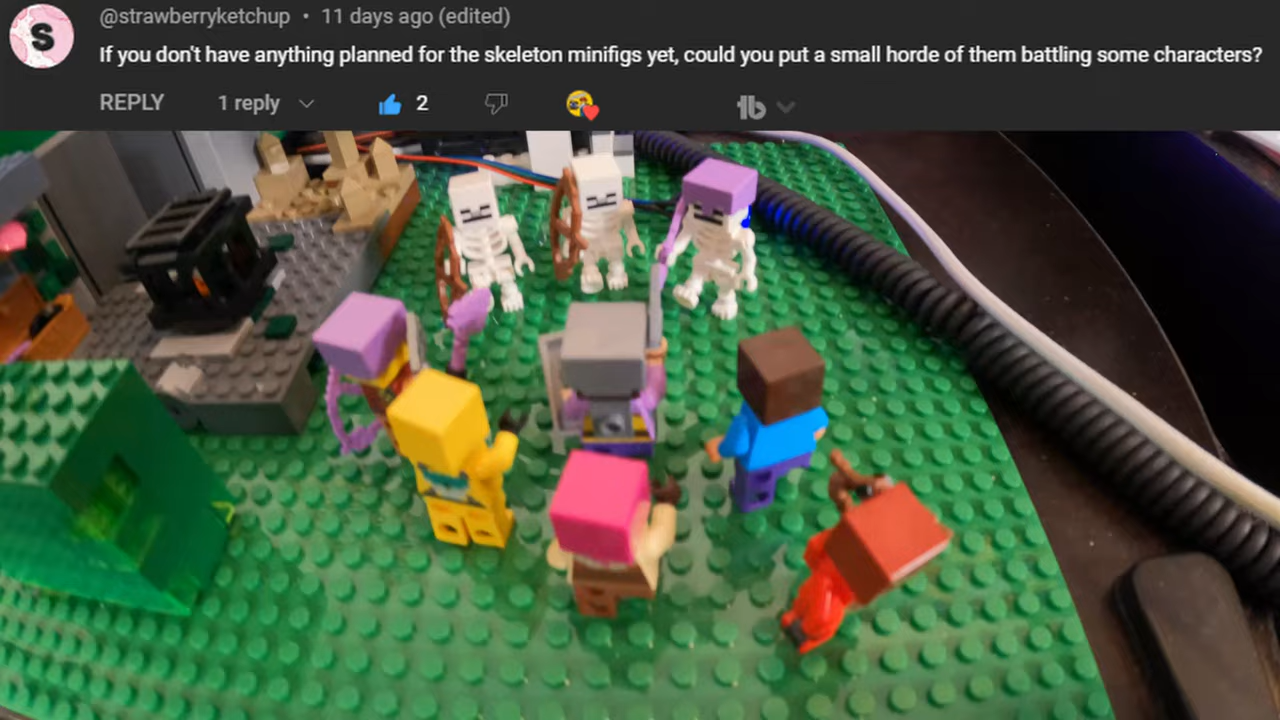 S
@strawberryketchup • 11 days ago (edited)
If you don't have anything planned for the skeleton minifigs yet, could you put a small horde of them battling some characters?
REPLY 1 reply 2 tb